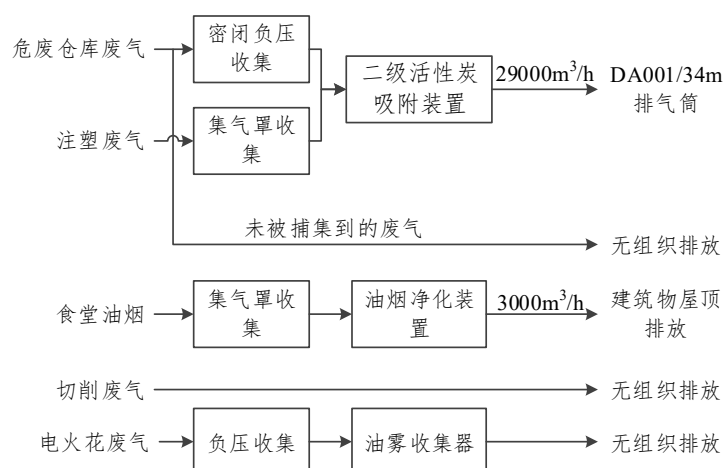 危废仓库废气
密闭负压
收集
二级活性炭
吸附装置
29000m³/h
DA001/34m
排气筒
注塑废气
集气罩收
集
未被捕集到的废气
无组织排放
食堂油烟
集气罩收
集
油烟净化装
置
3000m³/h
建筑物屋顶
排放
切削废气
无组织排放
电火花废气
负压收集
油雾收集器
无组织排放